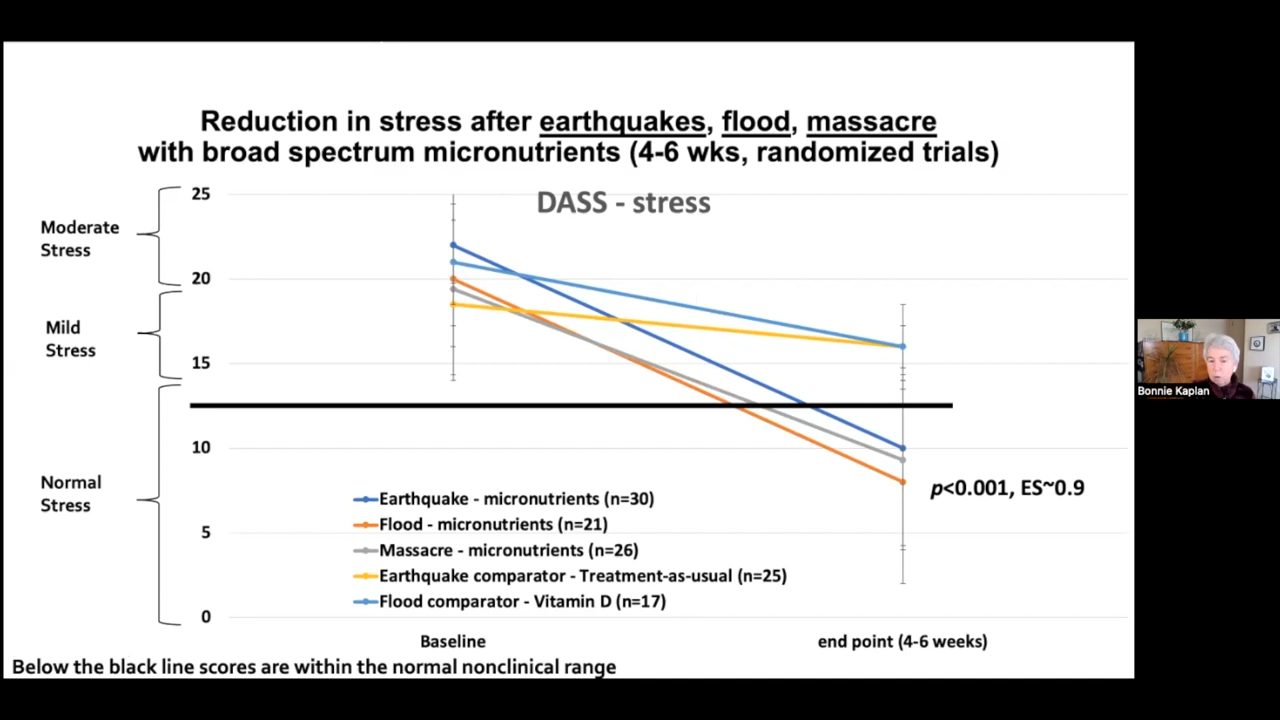 Reduction in stress after earthquakes, flood, massacre
with broad spectrum micronutrients (4-6 wks, randomized trials)
DASS - stress
25
20
15
10
5
0
Moderate
Stress
Mild
Stress
Normal
Stress
Earthquake - micronutrients (n=30)
Flood - micronutrients (n=21)
Massacre - micronutrients (n=26)
Earthquake comparator - Treatment-as-usual (n=25)
Flood comparator - Vitamin D (n=17)
p<0.001, ES~0.9
Baseline
end point (4-6 weeks)
Below the black line scores are within the normal nonclinical range
Bonnie Kaplan